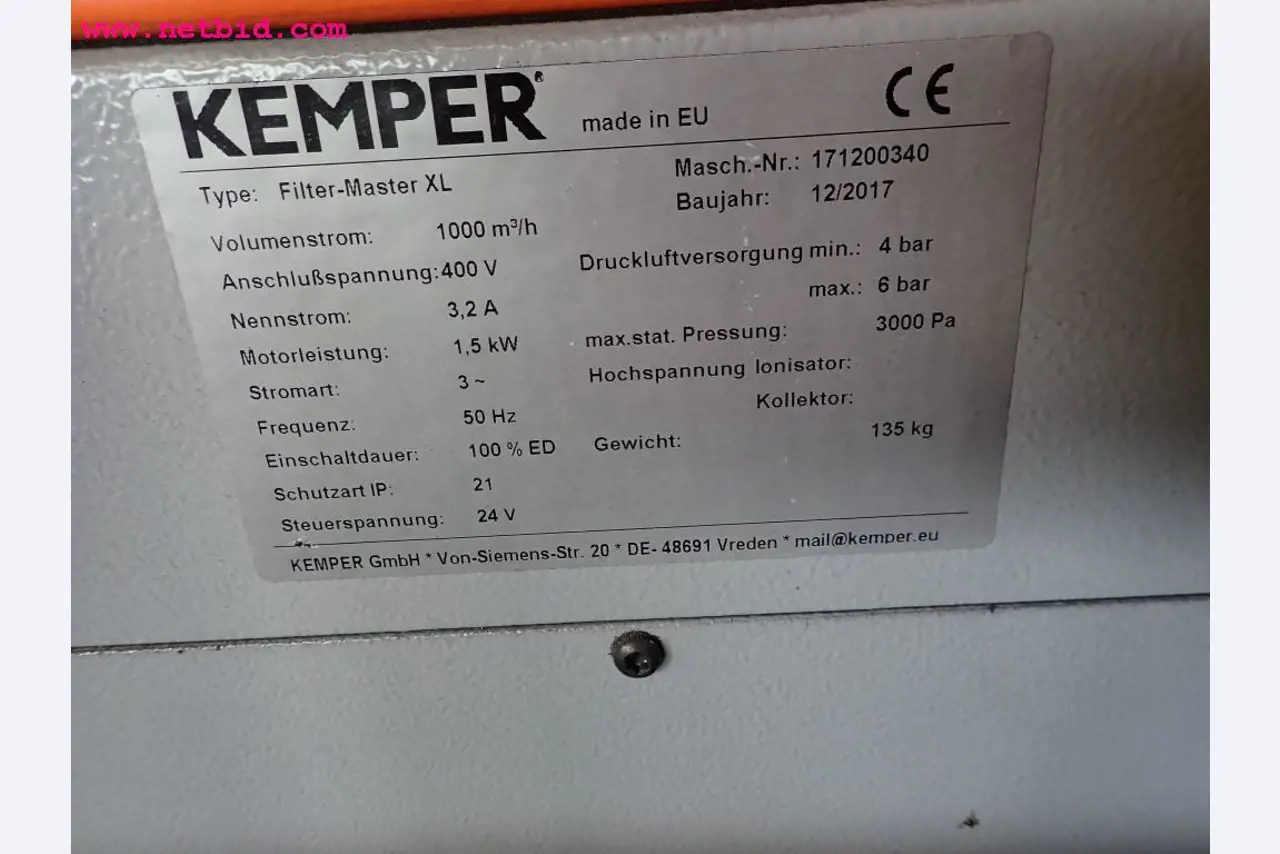 www.netbid.com
KEMPER® made in EU CE
Type: Filter-Master XL
Masch.-Nr.: 171200340
Baujahr: 12/2017
Volumenstrom: 1000 m³/h
Anschlußspannung: 400 V
Nennstrom: 3,2 A
Motorleistung: 1,5 kW
Stromart: 3 ~
Frequenz: 50 Hz
Einschaltdauer: 100 % ED
Schutzart IP: 21
Steuerspannung: 24 V
Druckluftversorgung min.: 4 bar
max.: 6 bar
max.stat. Pressung: 3000 Pa
Hochspannung Ionisator:
Kollektor:
Gewicht: 135 kg
KEMPER GmbH * Von-Siemens-Str. 20 * DE- 48691 Vreden * mail@kemper.eu